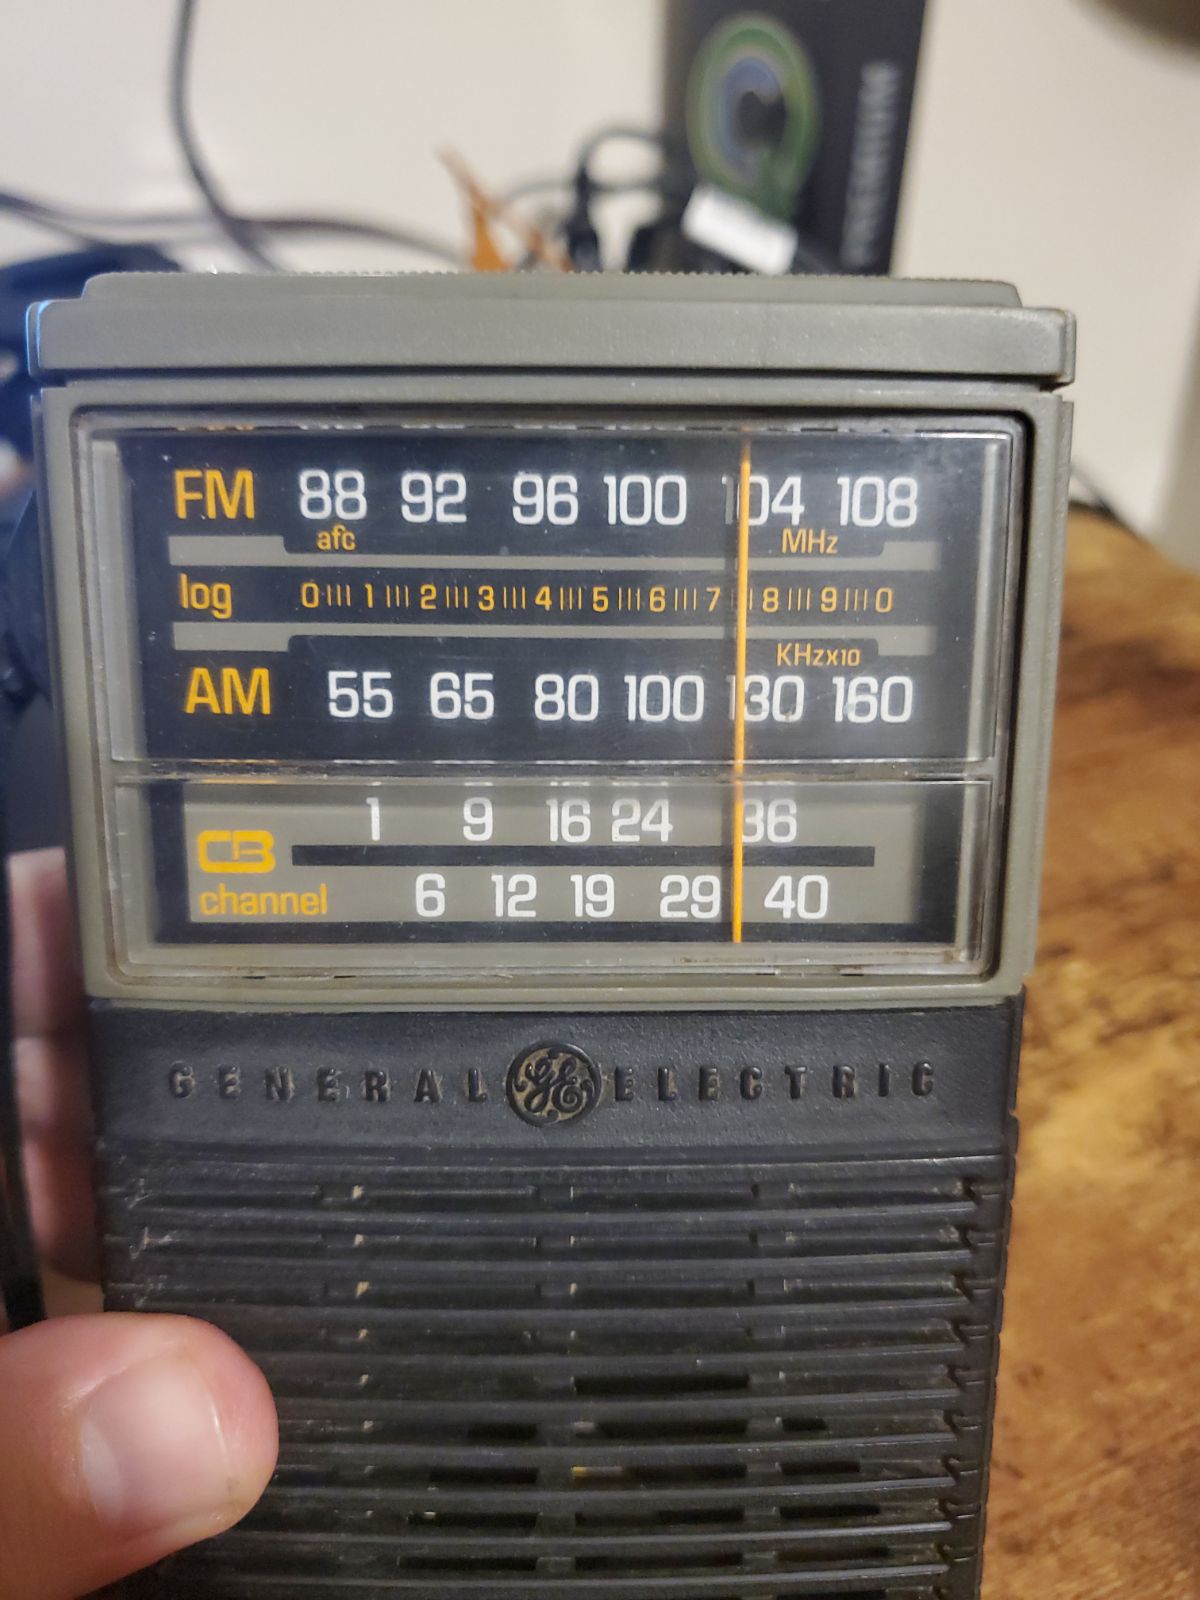 FM 88 92 96 100 104 108
afc MHz
log 0 1 2 3 4 5 6 7 8 9 0
KHzx10
AM 55 65 80 100 130 160
1 9 16 24 36
CB
channel 6 12 19 29 40
GENERAL GE ELECTRIC